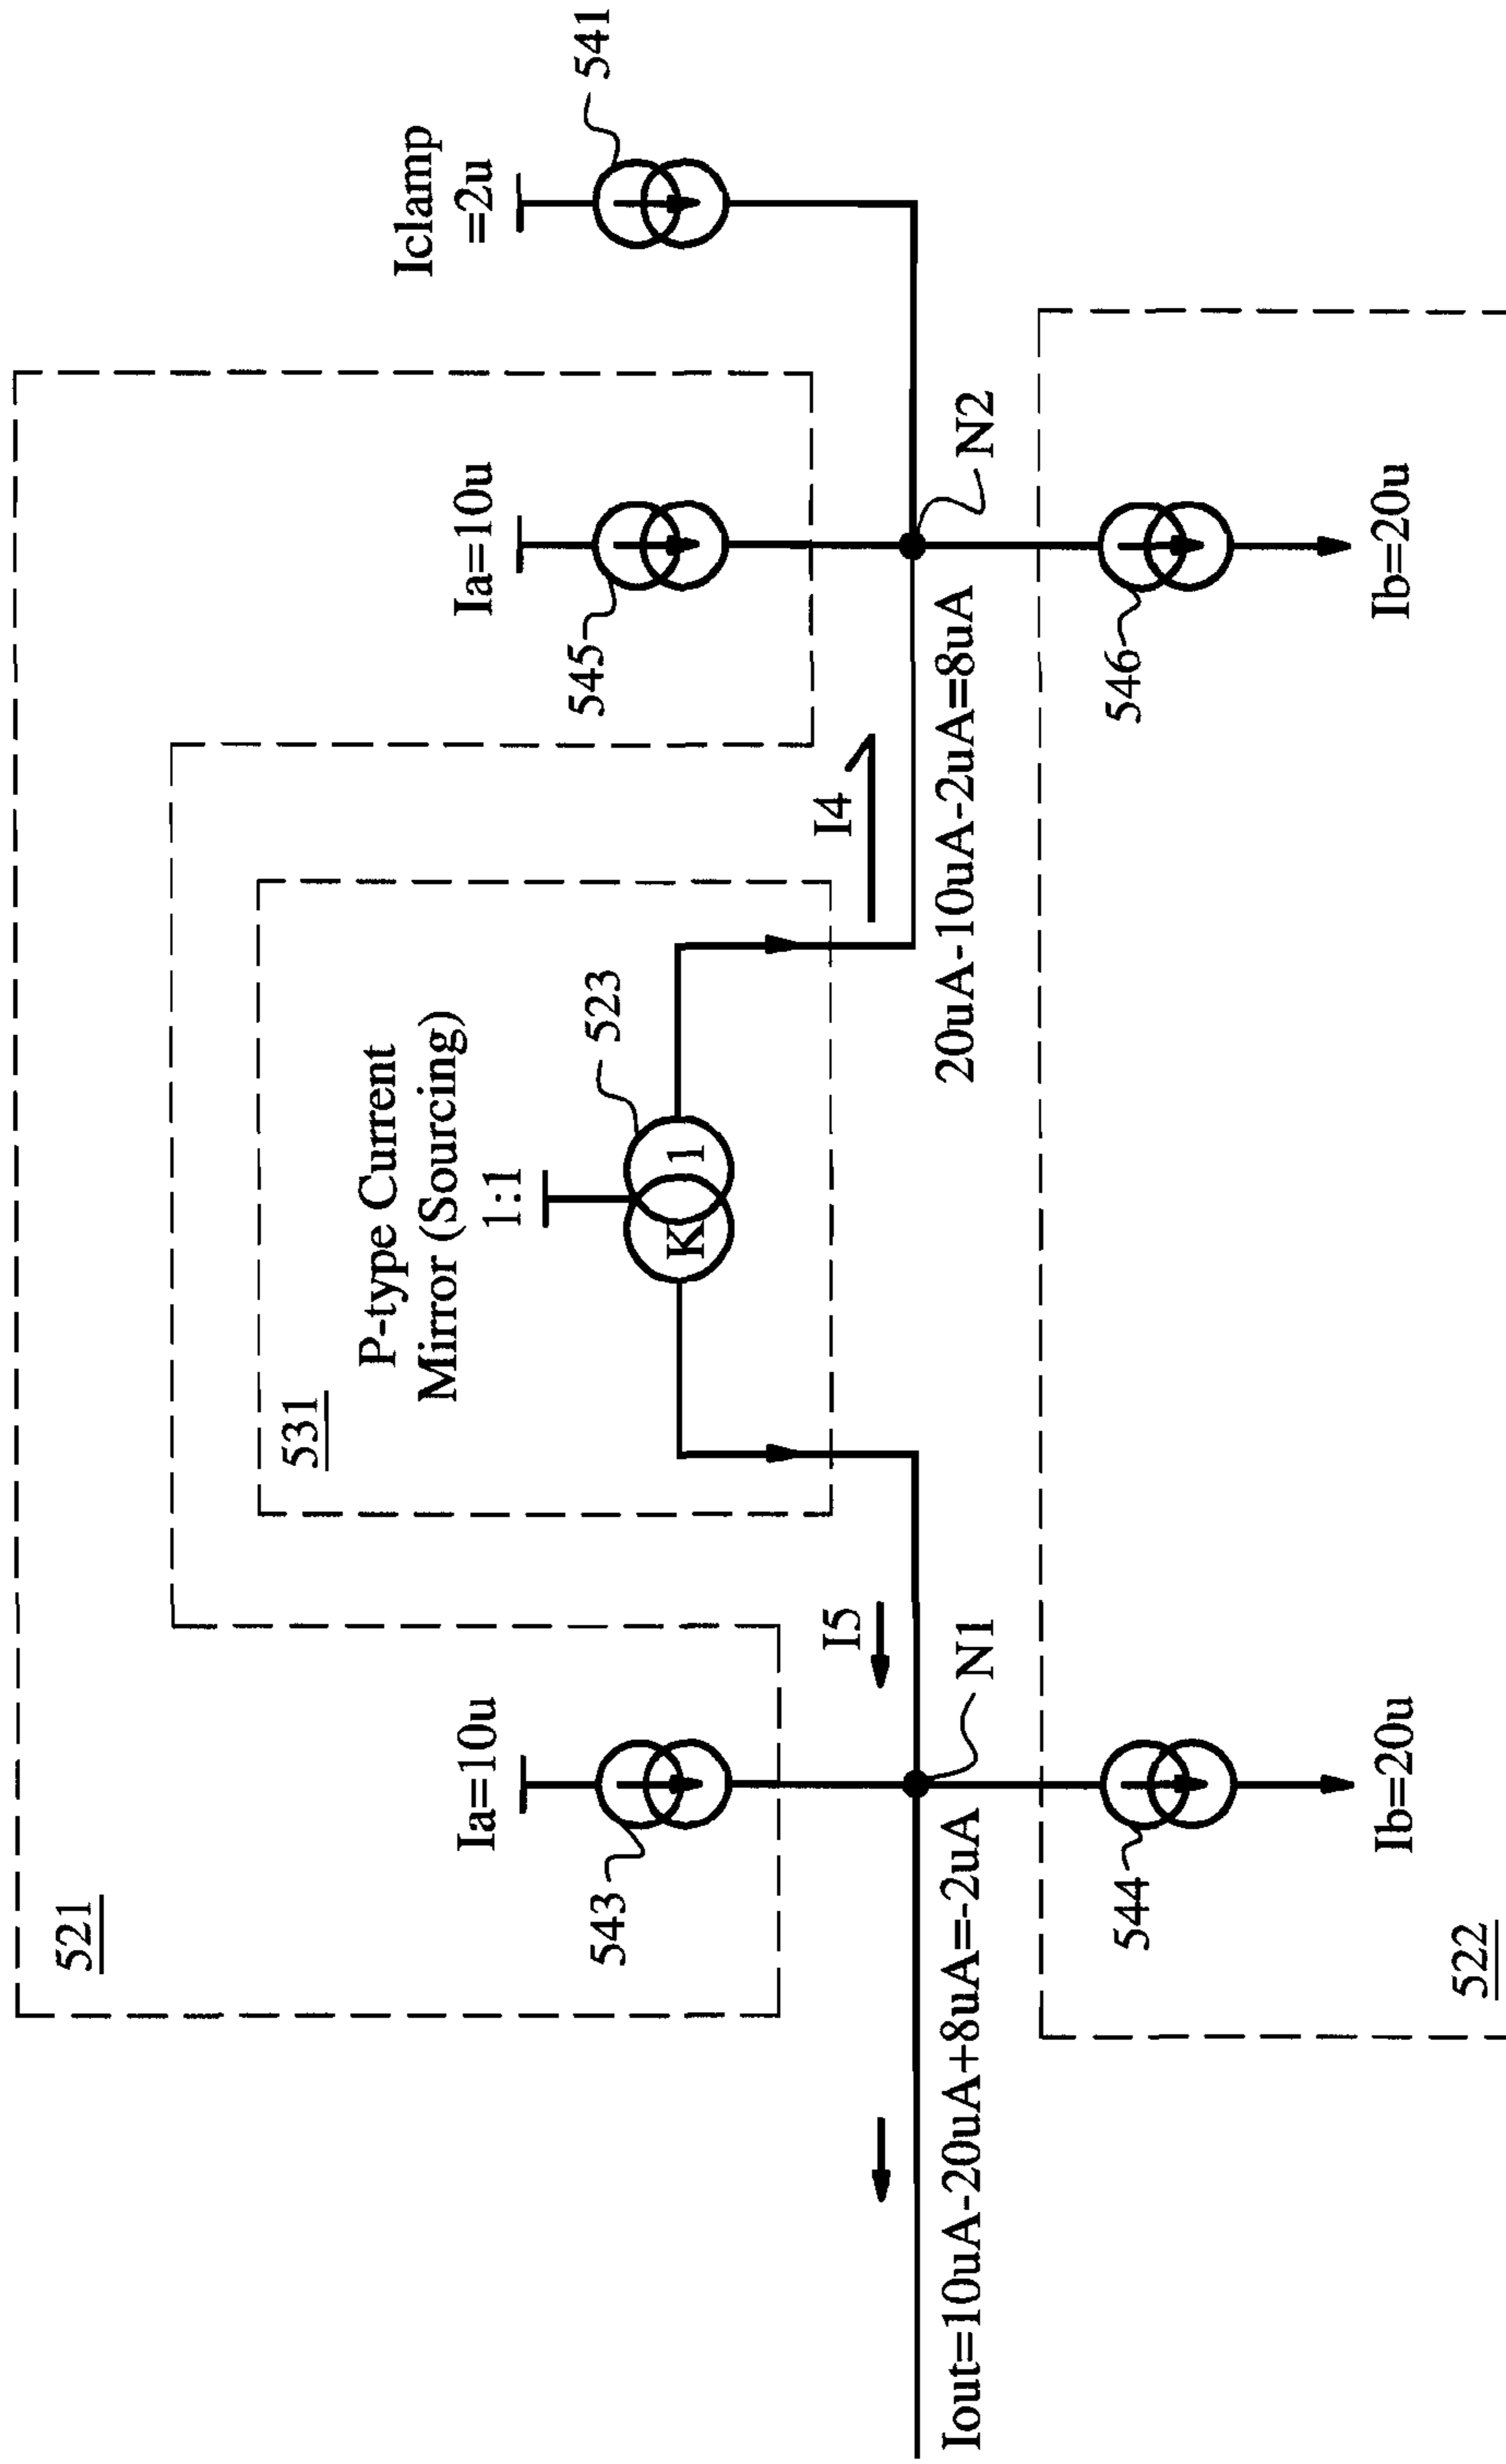 521
531
P-type Current
Mirror (Sourcing)
1:1
K
1
523
Ia=10u
543
Ia=10u
545
Iclamp
=2u
541
I5
I4
N1
N2
Iout=10uA-20uA+8uA=-2uA
20uA-10uA-2uA=8uA
544
546
Ib=20u
Ib=20u
522